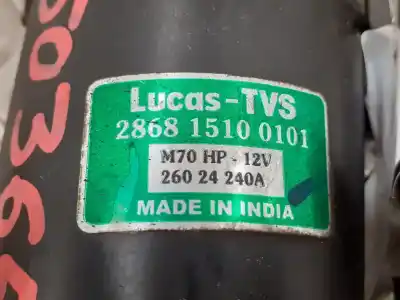 Lucas-TVS
2868 1510 0101
M70 HP - 12V
260 24 240A
MADE IN INDIA